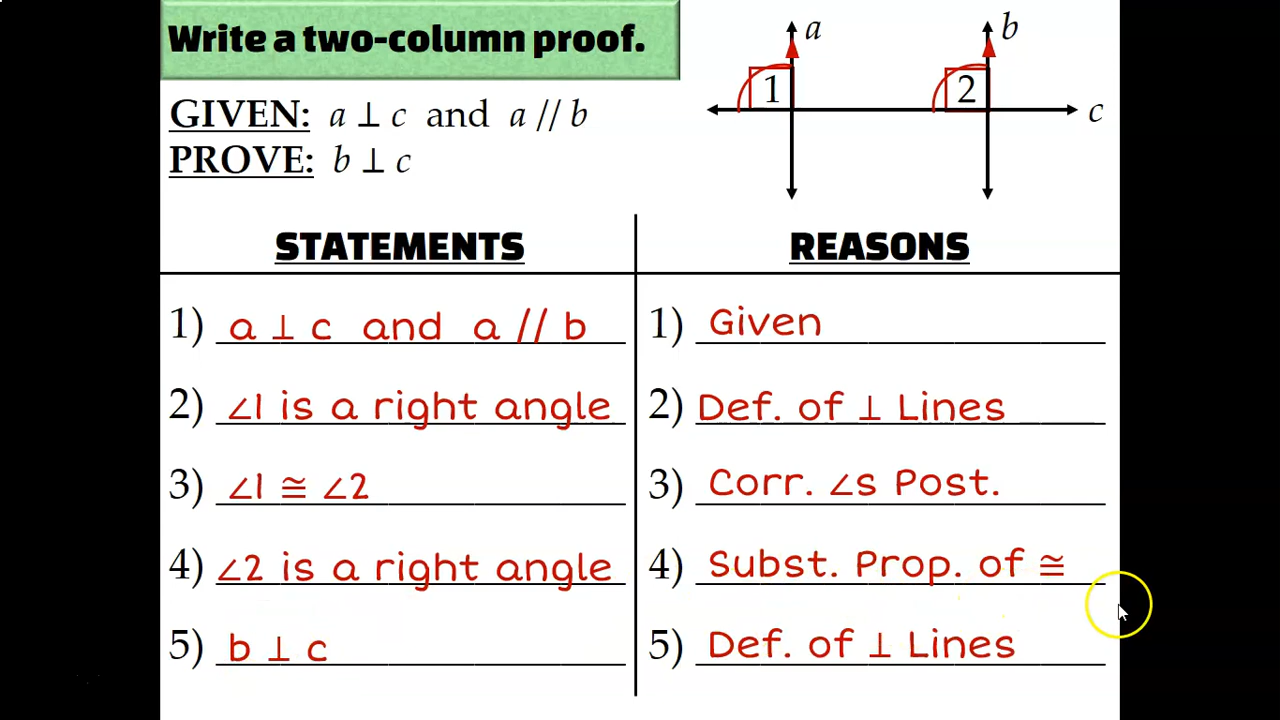 Write a two-column proof.
GIVEN: a ⊥ c and a // b
PROVE: b ⊥ c
a
b
1
2
c
STATEMENTS
REASONS
1) a ⊥ c and a // b
1) Given
2) ∠1 is a right angle
2) Def. of ⊥ Lines
3) ∠1 ≅ ∠2
3) Corr. ∠s Post.
4) ∠2 is a right angle
4) Subst. Prop. of ≅
5) b ⊥ c
5) Def. of ⊥ Lines